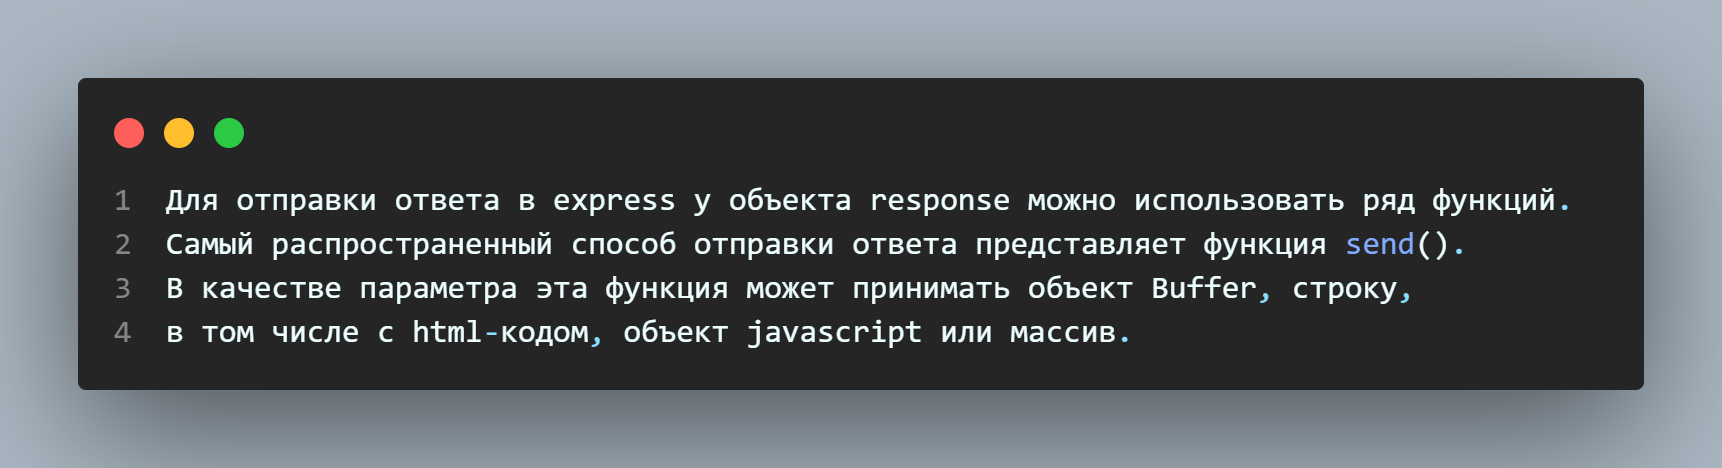 1 Для отправки ответа в express у объекта response можно использовать ряд функций.
2 Самый распространенный способ отправки ответа представляет функция send().
3 В качестве параметра эта функция может принимать объект Buffer, строку,
4 в том числе с html-кодом, объект javascript или массив.